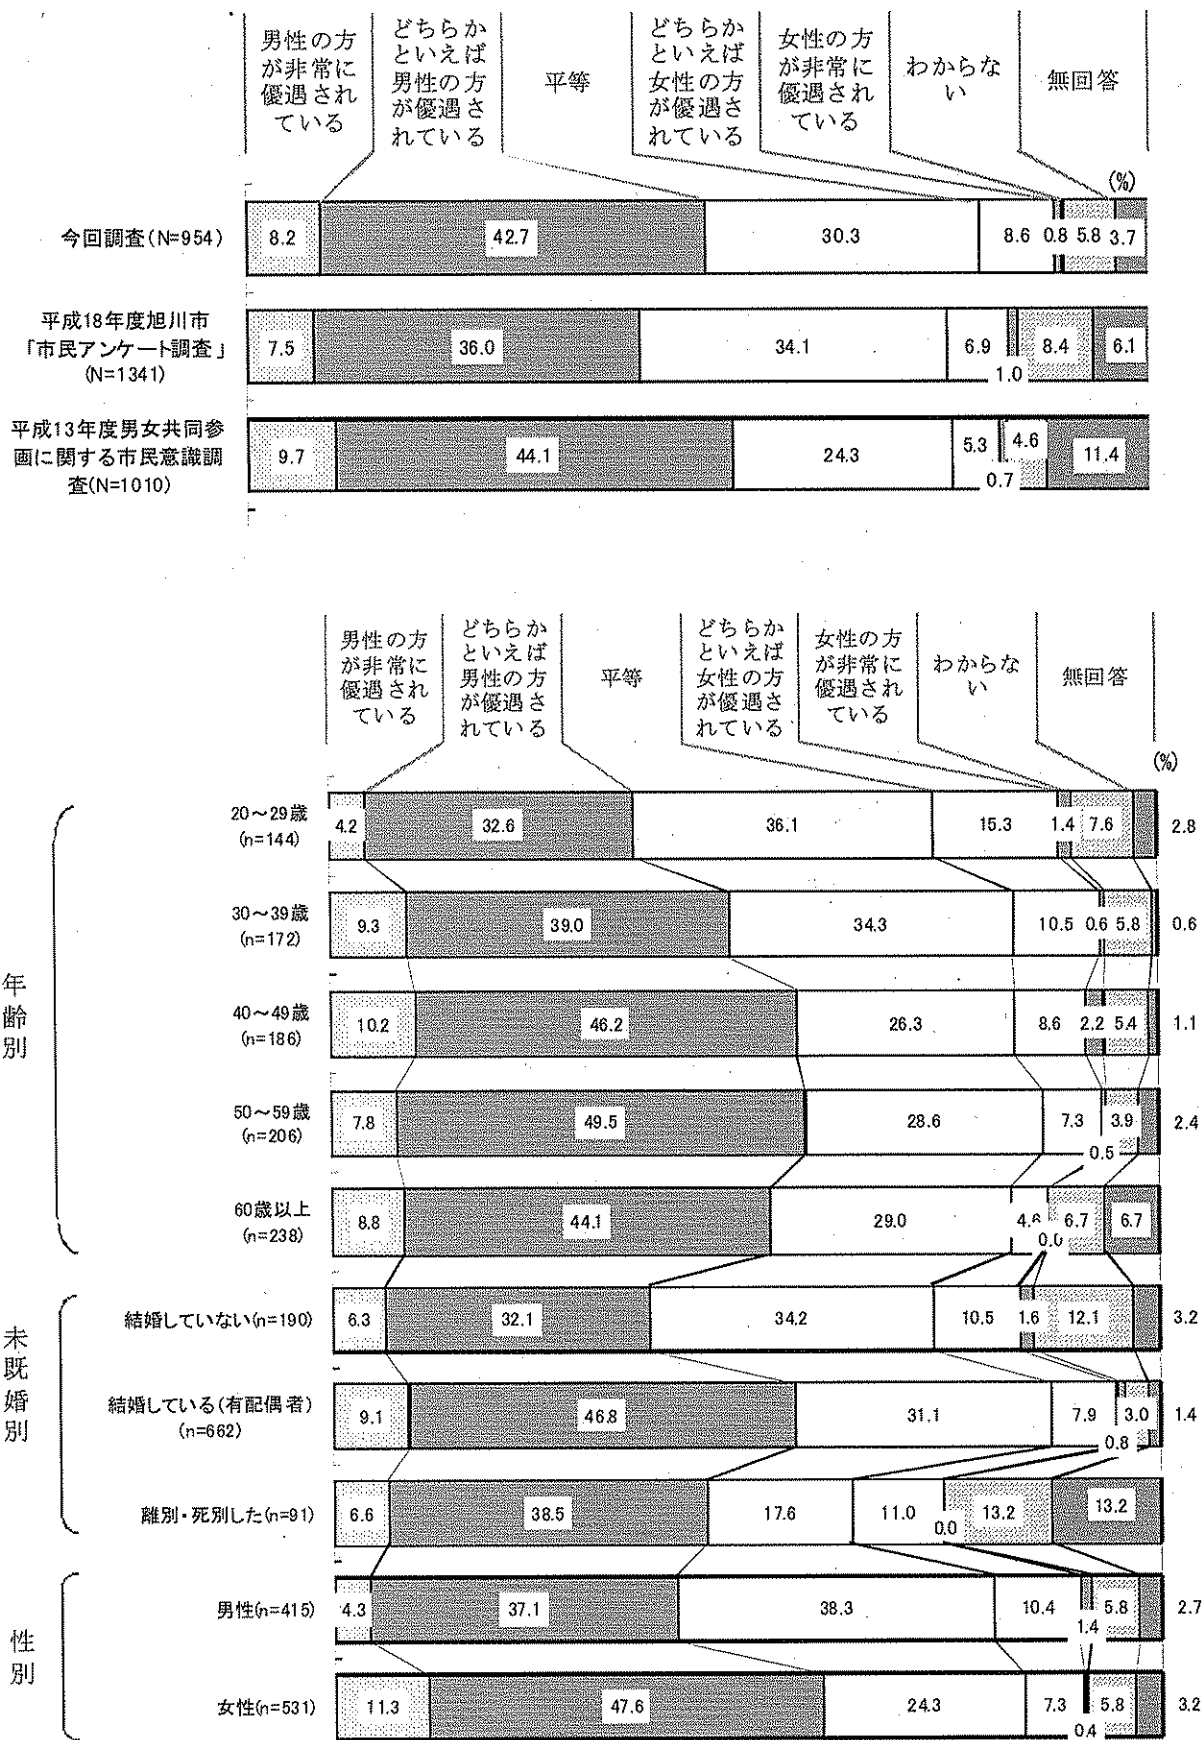 男性の方
が非常に
優遇され
ている
どちらか
といえば
男性の方
が優遇さ
れている
平等
どちらか
といえば
女性の方
が優遇さ
れている
女性の方
が非常に
優遇され
ている
わからな
い
無回答
(%)
今回調査(N=954)
8.2 42.7 30.3 8.6 0.8 5.8 3.7
平成18年度旭川市
「市民アンケート調査」
(N=1341)
7.5 36.0 34.1 6.9 1.0 8.4 6.1
平成13年度男女共同参
画に関する市民意識調
査(N=1010)
9.7 44.1 24.3 5.3 0.7 4.6 11.4
男性の方
が非常に
優遇され
ている
どちらか
といえば
男性の方
が優遇さ
れている
平等
どちらか
といえば
女性の方
が優遇さ
れている
女性の方
が非常に
優遇され
ている
わからな
い
無回答
(%)
年齢別
20~29歳
(n=144)
4.2 32.6 36.1 15.3 1.4 7.6 2.8
30~39歳
(n=172)
9.3 39.0 34.3 10.5 0.6 5.8 0.6
40~49歳
(n=186)
10.2 46.2 26.3 8.6 2.2 5.4 1.1
50~59歳
(n=206)
7.8 49.5 28.6 7.3 0.5 3.9 2.4
60歳以上
(n=238)
8.8 44.1 29.0 4.6 0.0 6.7 6.7
未既婚別
結婚していない(n=190)
6.3 32.1 34.2 10.5 1.6 12.1 3.2
結婚している(有配偶者)
(n=662)
9.1 46.8 31.1 7.9 0.8 3.0 1.4
離別・死別した(n=91)
6.6 38.5 17.6 11.0 0.0 13.2 13.2
性別
男性(n=415)
4.3 37.1 38.3 10.4 1.4 5.8 2.7
女性(n=531)
11.3 47.6 24.3 7.3 0.4 5.8 3.2